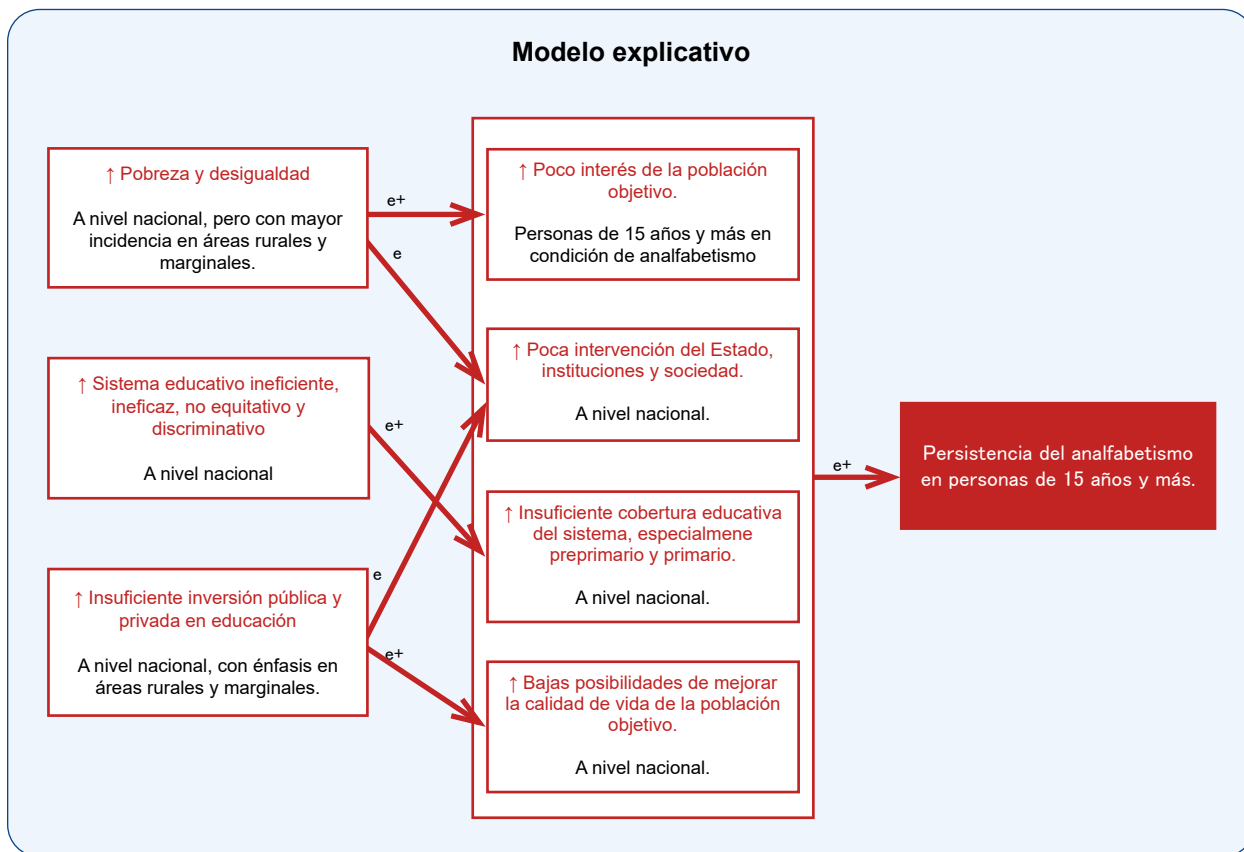 Modelo explicativo
↑ Pobreza y desigualdad
A nivel nacional, pero con mayor
incidencia en áreas rurales y
marginales.
↑ Sistema educativo ineficiente,
ineficaz, no equitativo y
discriminativo
A nivel nacional
↑ Insuficiente inversión pública y
privada en educación
A nivel nacional, con énfasis en
áreas rurales y marginales.
e+
e
e+
e
e+
↑ Poco interés de la población
objetivo.
Personas de 15 años y más en
condición de analfabetismo
↑ Poca intervención del Estado,
instituciones y sociedad.
A nivel nacional.
↑ Insuficiente cobertura educativa
del sistema, especialmene
preprimario y primario.
A nivel nacional.
↑ Bajas posibilidades de mejorar
la calidad de vida de la población
objetivo.
A nivel nacional.
e+
Persistencia del analfabetismo
en personas de 15 años y más.